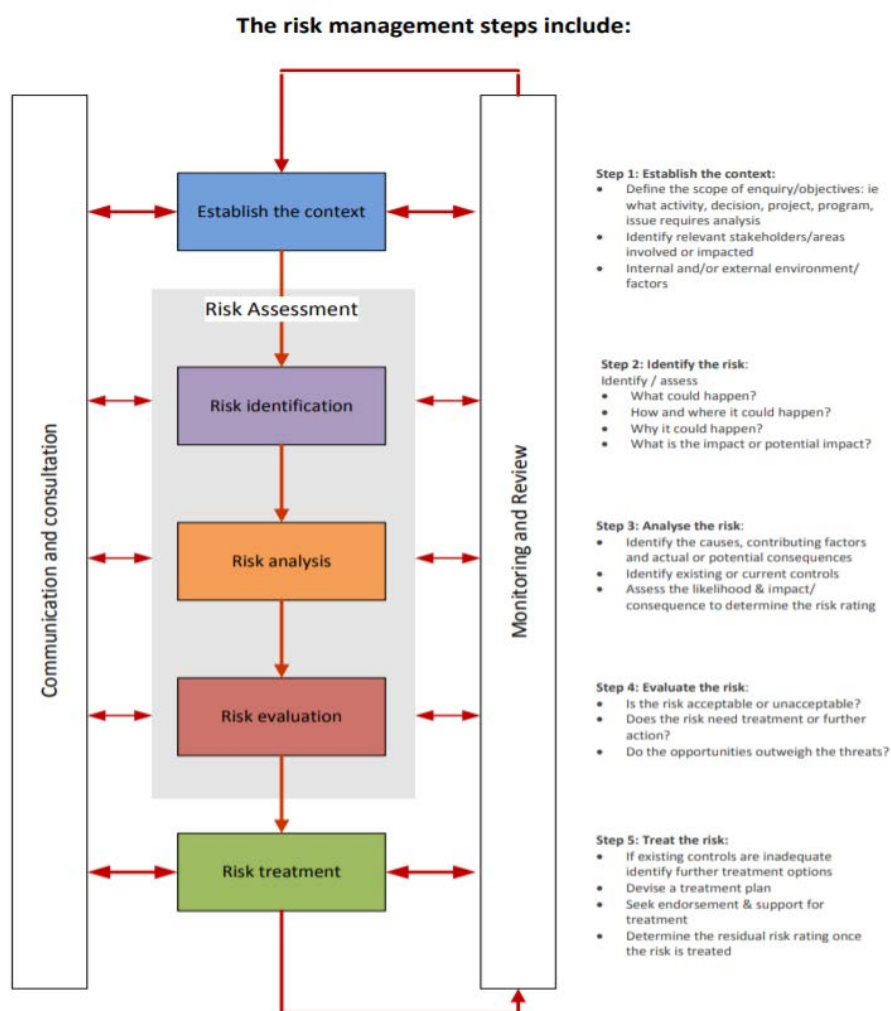 The risk management steps include:
Communication and consultation
Establish the context
Risk Assessment
Risk identification
Risk analysis
Risk evaluation
Risk treatment
Monitoring and Review
Step 1: Establish the context:
• Define the scope of enquiry/objectives: ie
what activity, decision, project, program,
issue requires analysis
• Identify relevant stakeholders/areas
involved or impacted
• Internal and/or external environment/
factors
Step 2: Identify the risk:
Identify / assess
• What could happen?
• How and where it could happen?
• Why it could happen?
• What is the impact or potential impact?
Step 3: Analyse the risk:
• Identify the causes, contributing factors
and actual or potential consequences
• Identify existing or current controls
• Assess the likelihood & impact/
consequence to determine the risk rating
Step 4: Evaluate the risk:
• Is the risk acceptable or unacceptable?
• Does the risk need treatment or further
action?
• Do the opportunities outweigh the threats?
Step 5: Treat the risk:
• If existing controls are inadequate
identify further treatment options
• Devise a treatment plan
• Seek endorsement & support for
treatment
• Determine the residual risk rating once
the risk is treated